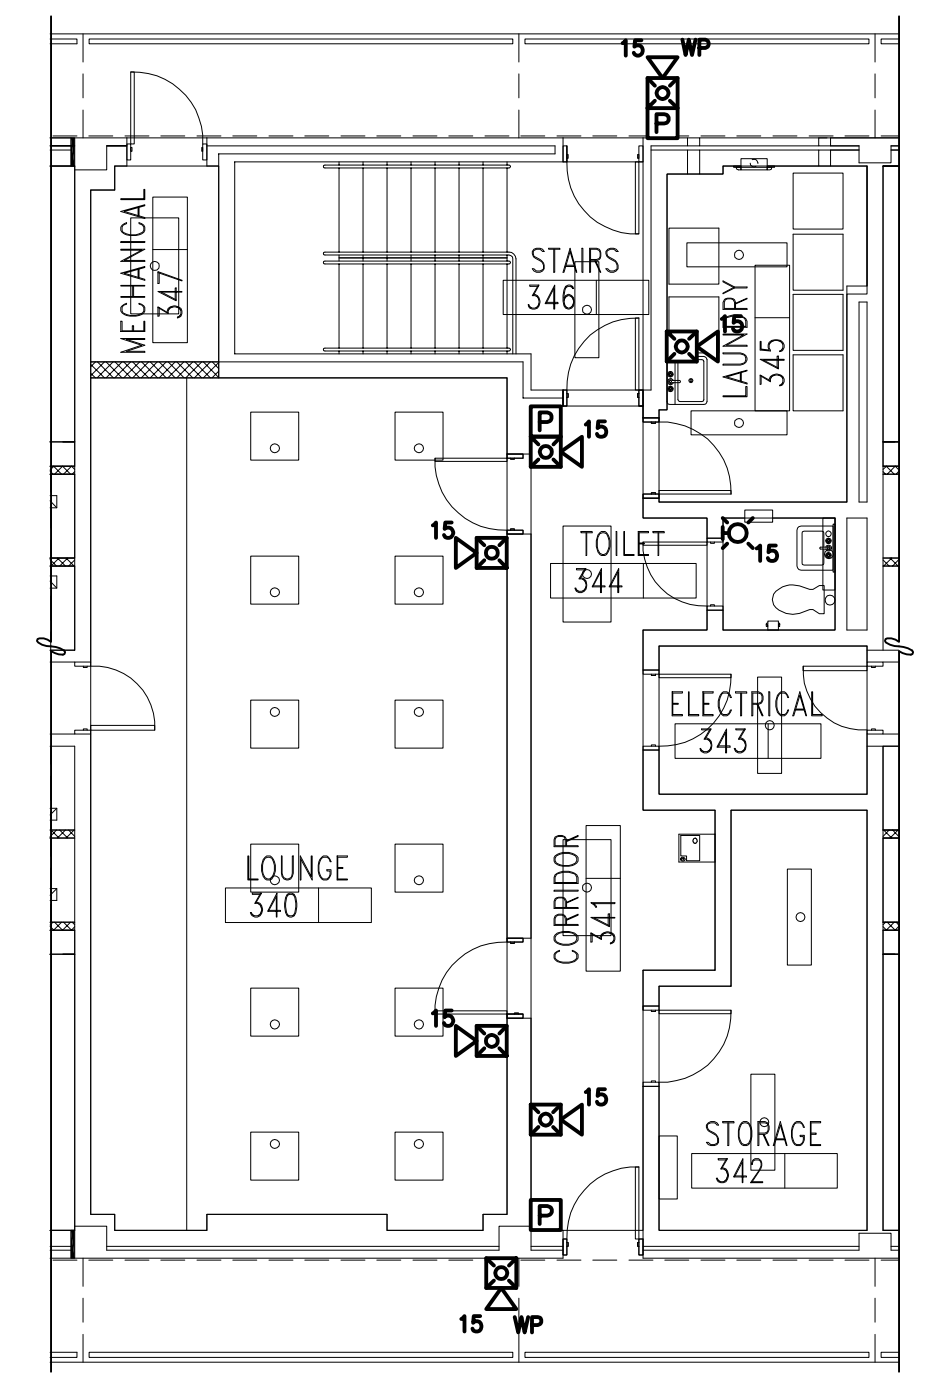 15 WP
P
MECHANICAL
347
STAIRS
346
15
LAUNDRY
345
P
15
15
TOILET
344
15
ELECTRICAL
343
LOUNGE
340
CORRIDOR
341
15
15
STORAGE
342
P
15 WP